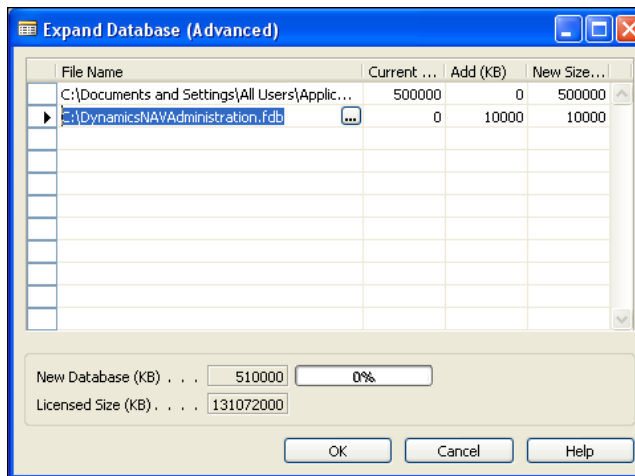 Expand Database (Advanced)
File Name Current ... Add (KB) New Size...
C:\Documents and Settings\All Users\Applic... 500000 0 500000
C:\DynamicsNAVAdministration.fdb ... 0 10000 10000
New Database (KB) . . . 510000 0%
Licensed Size (KB). . . . 131072000
OK Cancel Help